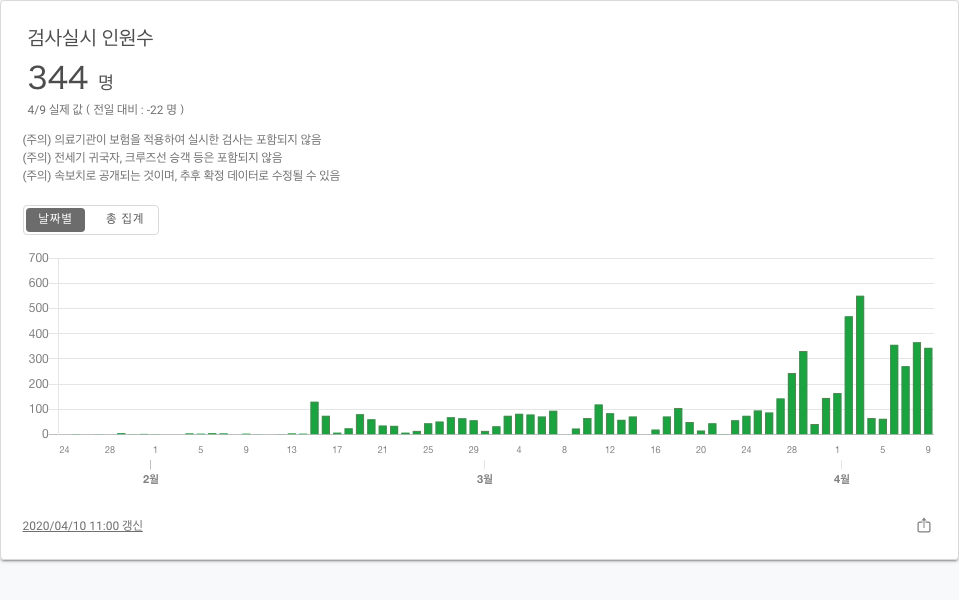 검사실시 인원수
344 명
4/9 실제 값 ( 전일 대비 : -22 명 )
(주의) 의료기관이 보험을 적용하여 실시한 검사는 포함되지 않음
(주의) 전세기 귀국자, 크루즈선 승객 등은 포함되지 않음
(주의) 속보치로 공개되는 것이며, 추후 확정 데이터로 수정될 수 있음
날짜별 총 집계
700
600
500
400
300
200
100
0
24 28 1 5 9 13 17 21 25 29 4 8 12 16 20 24 28 1 5 9
2월 3월 4월
2020/04/10 11:00 갱신